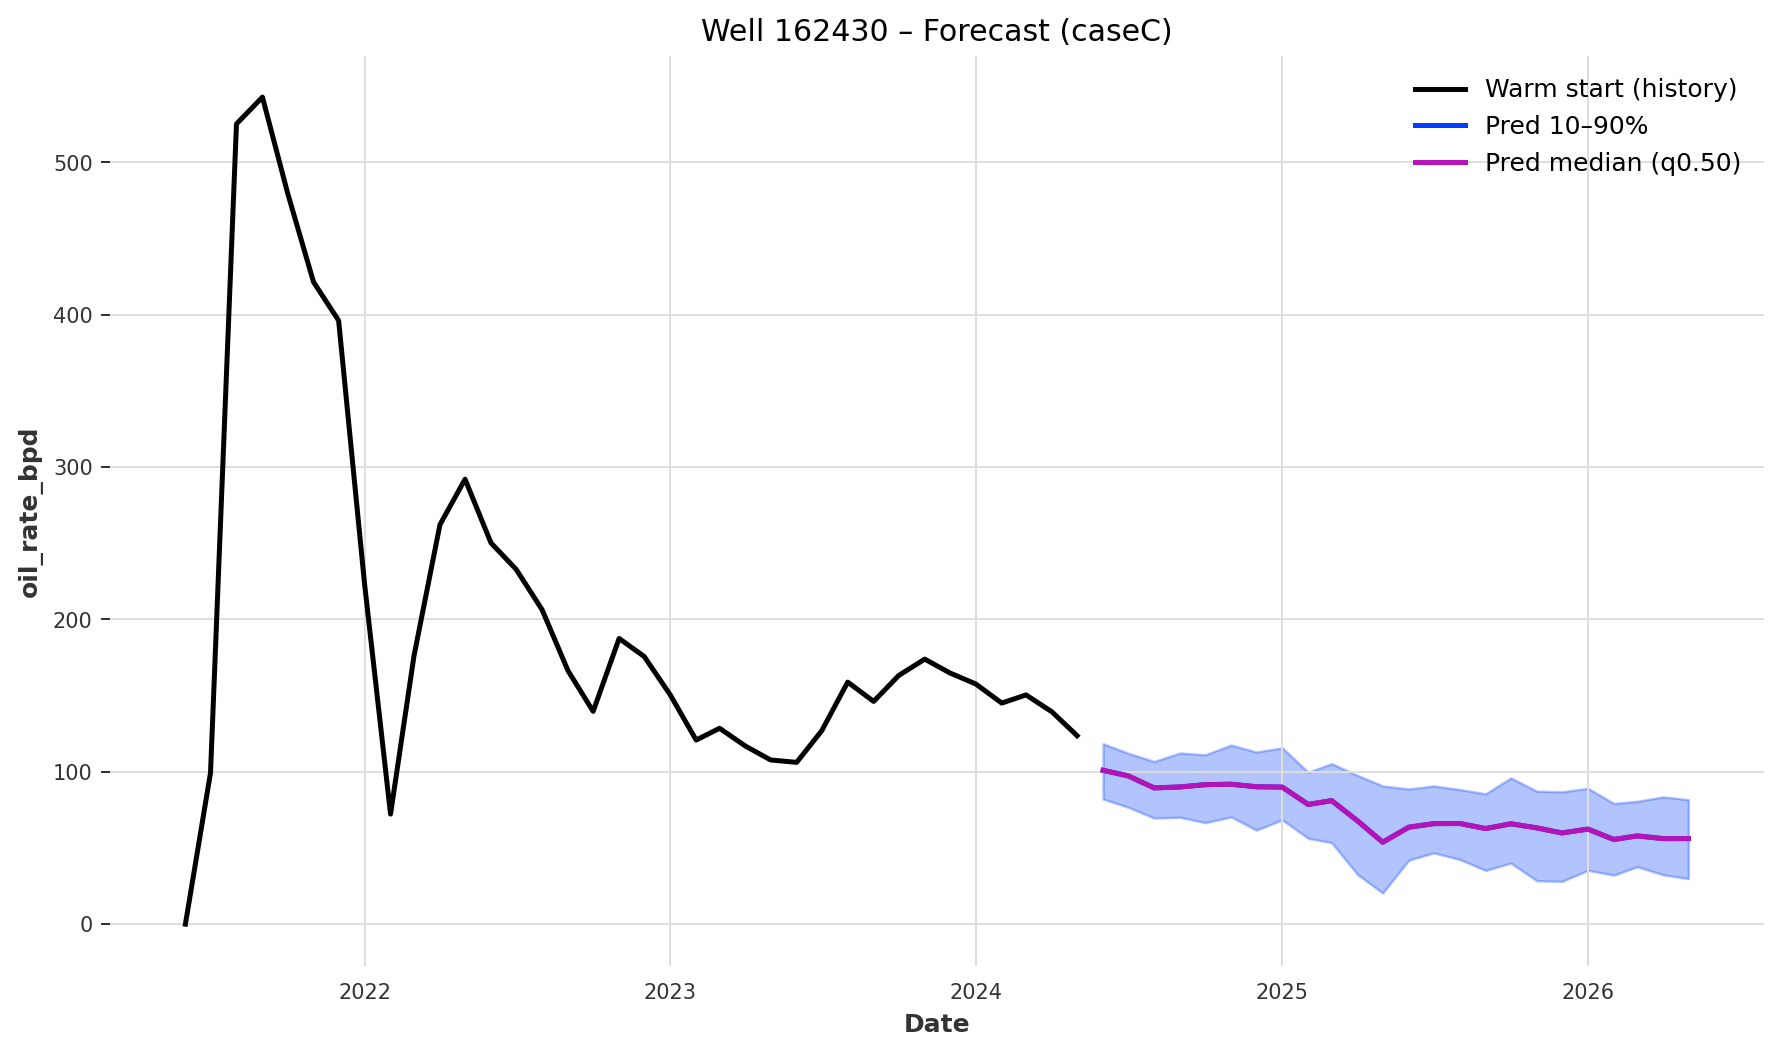 Well 162430 – Forecast (caseC)
Warm start (history)
Pred 10–90%
Pred median (q0.50)
oil_rate_bpd
500
400
300
200
100
0
2022
2023
2024
2025
2026
Date